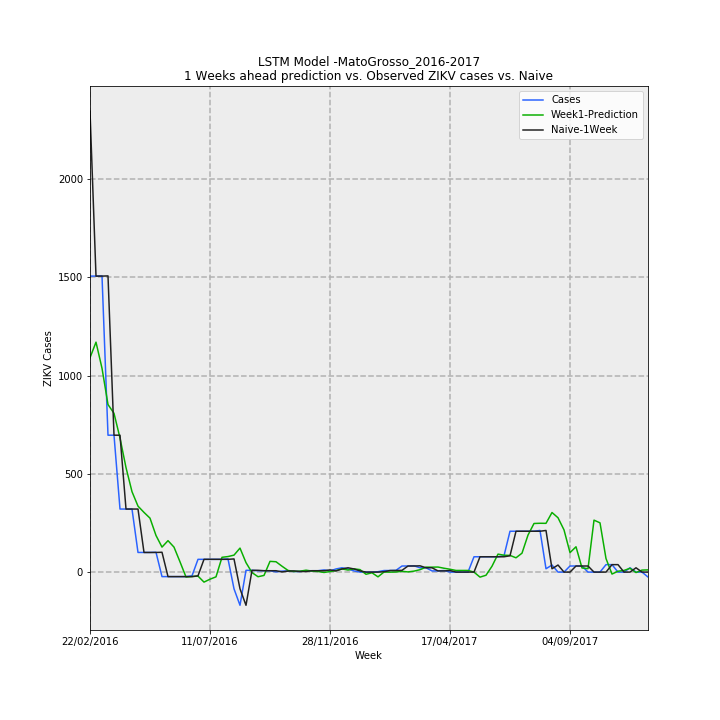 LSTM Model -MatoGrosso_2016-2017
1 Weeks ahead prediction vs. Observed ZIKV cases vs. Naive
Cases
Week1-Prediction
Naive-1Week
2000
1500
1000
500
0
ZIKV Cases
22/02/2016
11/07/2016
28/11/2016
17/04/2017
04/09/2017
Week